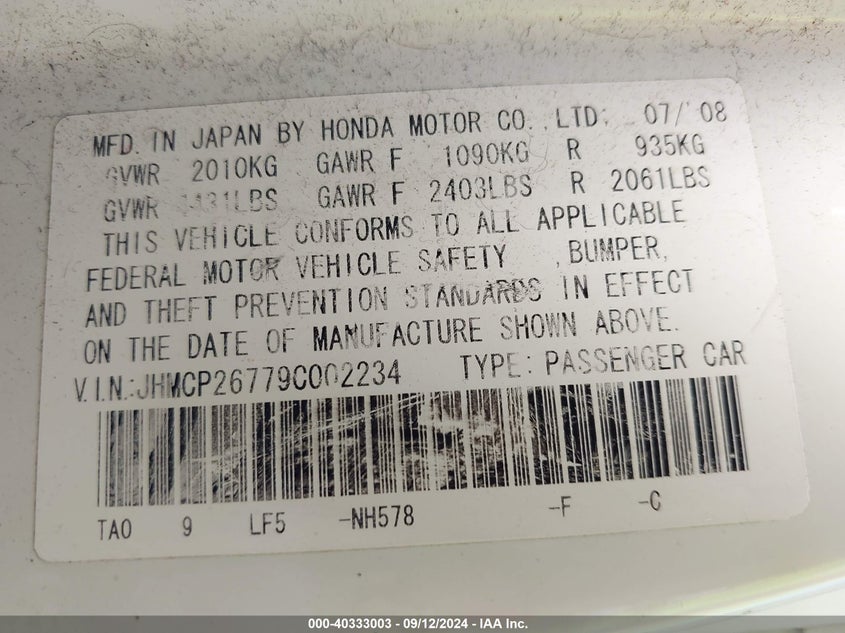 MFD. IN JAPAN BY HONDA MOTOR CO., LTD. 07/08
GVWR 2010KG GAWR F 1090KG R 935KG
GVWR 4431LBS GAWR F 2403LBS R 2061LBS
THIS VEHICLE CONFORMS TO ALL APPLICABLE
FEDERAL MOTOR VEHICLE SAFETY, BUMPER,
AND THEFT PREVENTION STANDARDS IN EFFECT
ON THE DATE OF MANUFACTURE SHOWN ABOVE.
V.I.N.:JHMCP26779C002234 TYPE: PASSENGER CAR
TA0 9 LF5 -NH578 -F -C
000-40333003 - 09/12/2024 - IAA Inc.